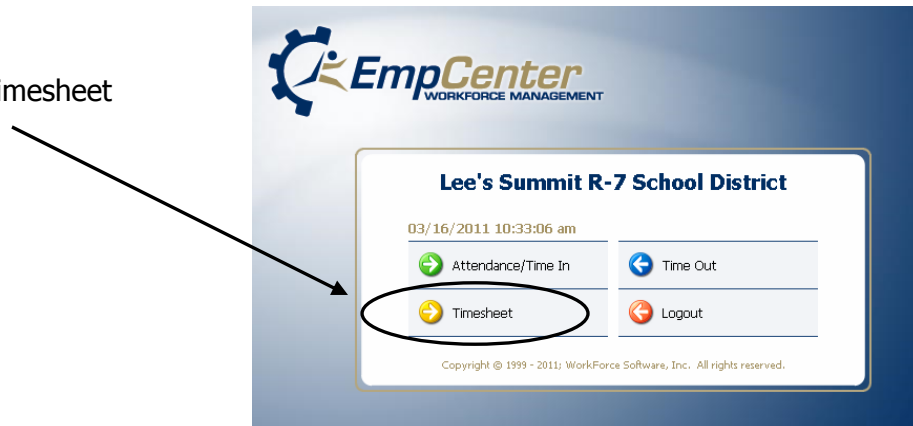 EmpCenter
WORKFORCE MANAGEMENT
imesheet
Lee's Summit R-7 School District
03/16/2011 10:33:06 am
Attendance/Time In
Time Out
Timesheet
Logout
Copyright © 1999 - 2011; WorkForce Software, Inc. All rights reserved.